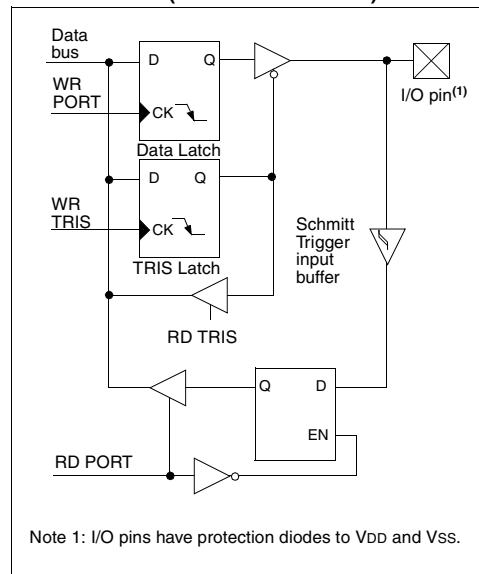 Data
bus
D
Q
WR
PORT
CK
I/O pin(1)
Data Latch
D
Q
WR
TRIS
CK
Schmitt
Trigger
input
buffer
TRIS Latch
RD TRIS
Q
D
EN
RD PORT
Note 1: I/O pins have protection diodes to VDD and VSS.